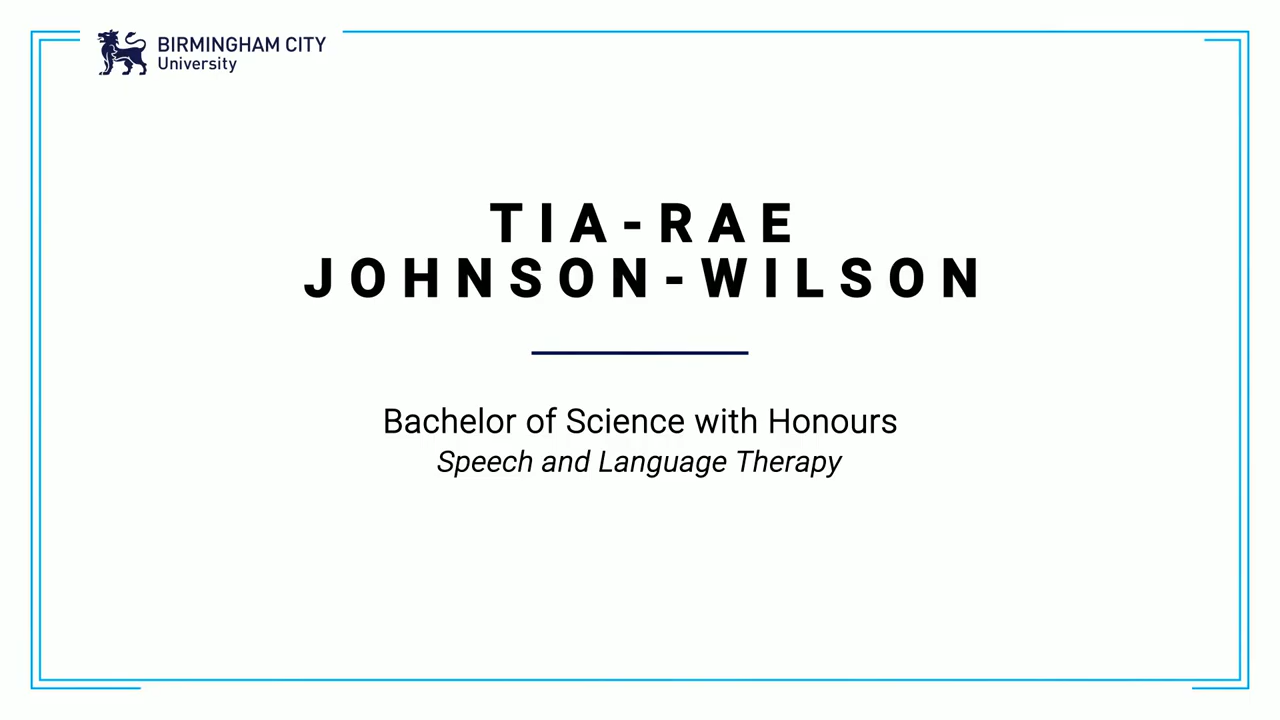 BIRMINGHAM CITY
University
TIA-RAE
JOHNSON-WILSON
Bachelor of Science with Honours
Speech and Language Therapy